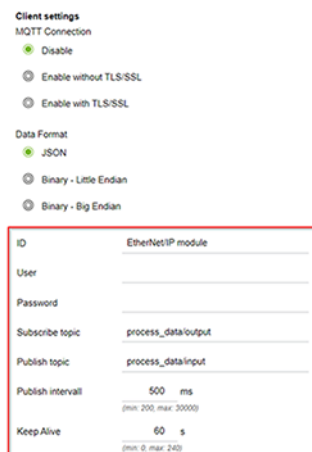 Client settings
MQTT Connection
Disable
Enable without TLS/SSL
Enable with TLS/SSL
Data Format
JSON
Binary - Little Endian
Binary - Big Endian
ID EtherNet/IP module
User
Password
Subscribe topic process_data/output
Publish topic process_data/input
Publish intervall 500 ms
(min: 200, max: 30000)
Keep Alive 60 s
(min: 0, max: 240)